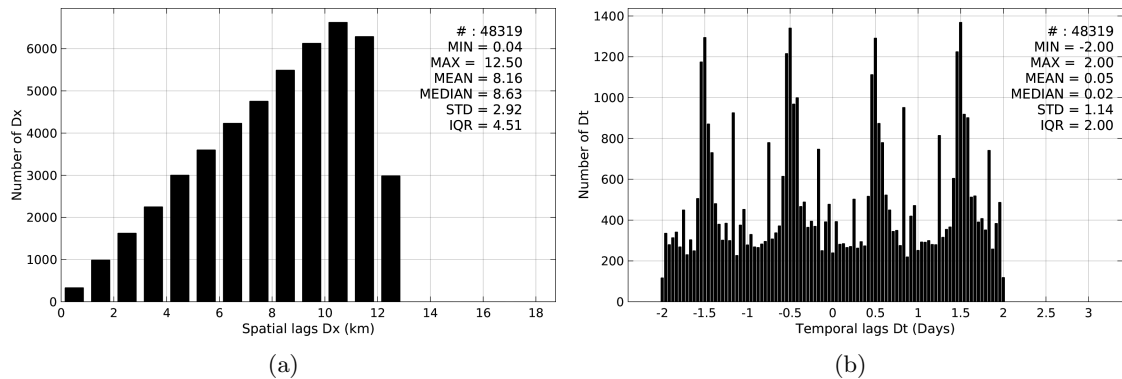 7000
6000
5000
4000
3000
2000
1000
0
Number of Dx
# : 48319
MIN = 0.04
MAX = 12.50
MEAN = 8.16
MEDIAN = 8.63
STD = 2.92
IQR = 4.51
0 2 4 6 8 10 12 14 16 18
Spatial lags Dx (km)
(a)
1400
1200
1000
800
600
400
200
0
Number of Dt
# : 48319
MIN = -2.00
MAX = 2.00
MEAN = 0.05
MEDIAN = 0.02
STD = 1.14
IQR = 2.00
-2 -1.5 -1 -0.5 0 0.5 1 1.5 2 2.5 3
Temporal lags Dt (Days)
(b)